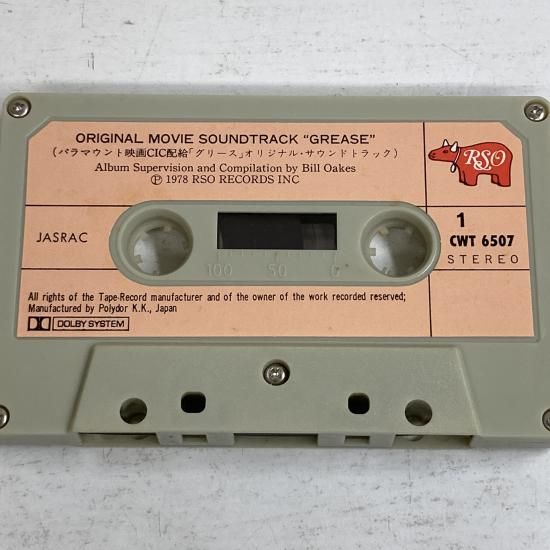 ORIGINAL MOVIE SOUNDTRACK "GREASE"
(パラマウント映画CIC配給「グリース」オリジナル・サウンドトラック)
Album Supervision and Compilation by Bill Oakes
Ⓟ 1978 RSO RECORDS INC
RSO
JASRAC
1
CWT 6507
STEREO
100 50 0
All rights of the Tape-Record manufacturer and of the owner of the work recorded reserved;
Manufactured by Polydor K.K., Japan
DOLBY SYSTEM